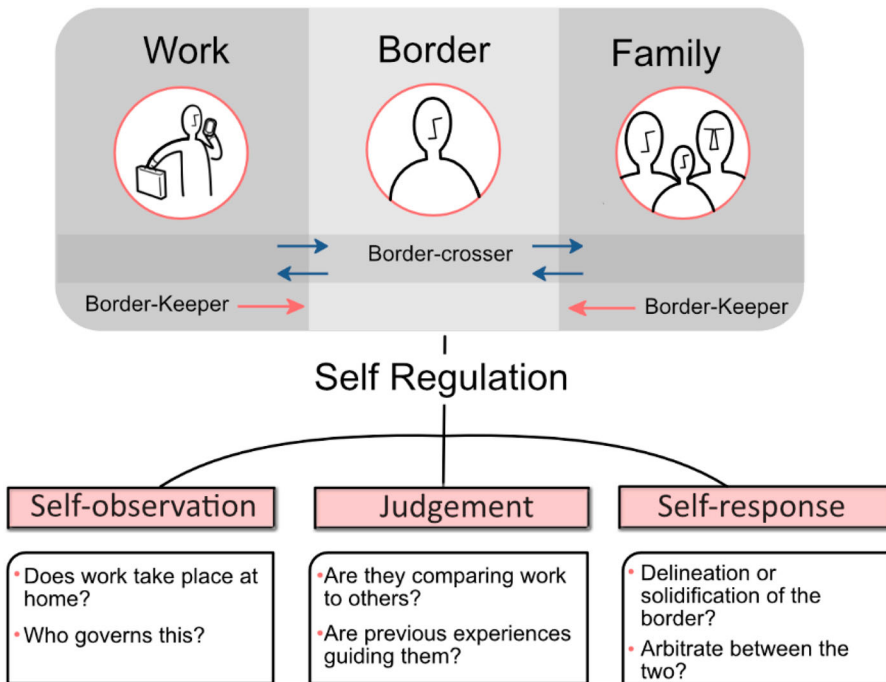 Work
Border
Family
Border-crosser
Border-Keeper
Border-Keeper
Self Regulation
Self-observation
Judgement
Self-response
• Does work take place at
home?
• Who governs this?
• Are they comparing work
to others?
• Are previous experiences
guiding them?
• Delineation or
solidification of the
border?
• Arbitrate between the
two?